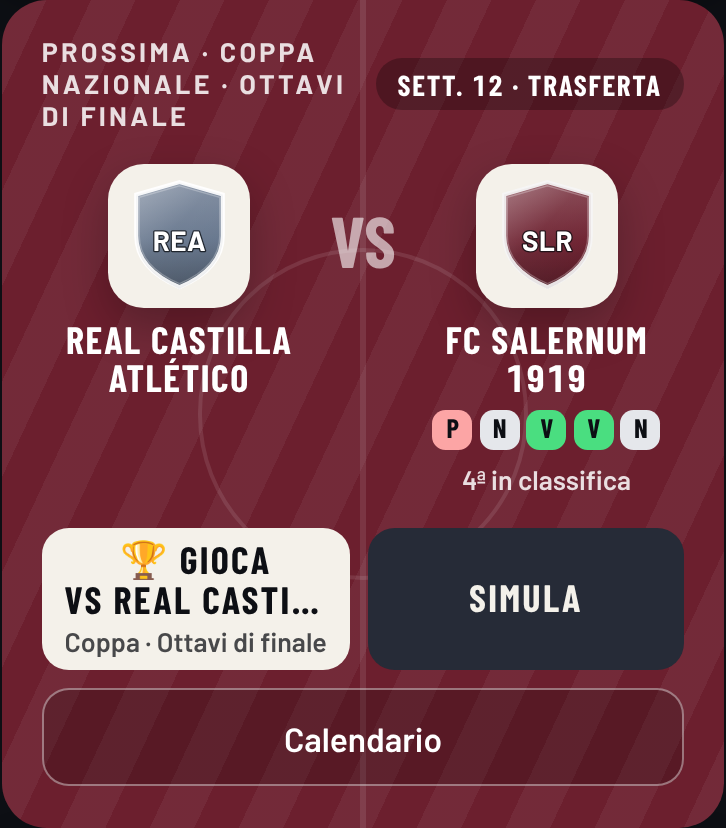 PROSSIMA · COPPA
NAZIONALE · OTTAVI
DI FINALE
SETT. 12 · TRASFERTA
REA
VS
SLR
REAL CASTILLA
ATLÉTICO
FC SALERNUM
1919
P N V V N
4ª in classifica
🏆 GIOCA
VS REAL CASTI...
Coppa · Ottavi di finale
SIMULA
Calendario